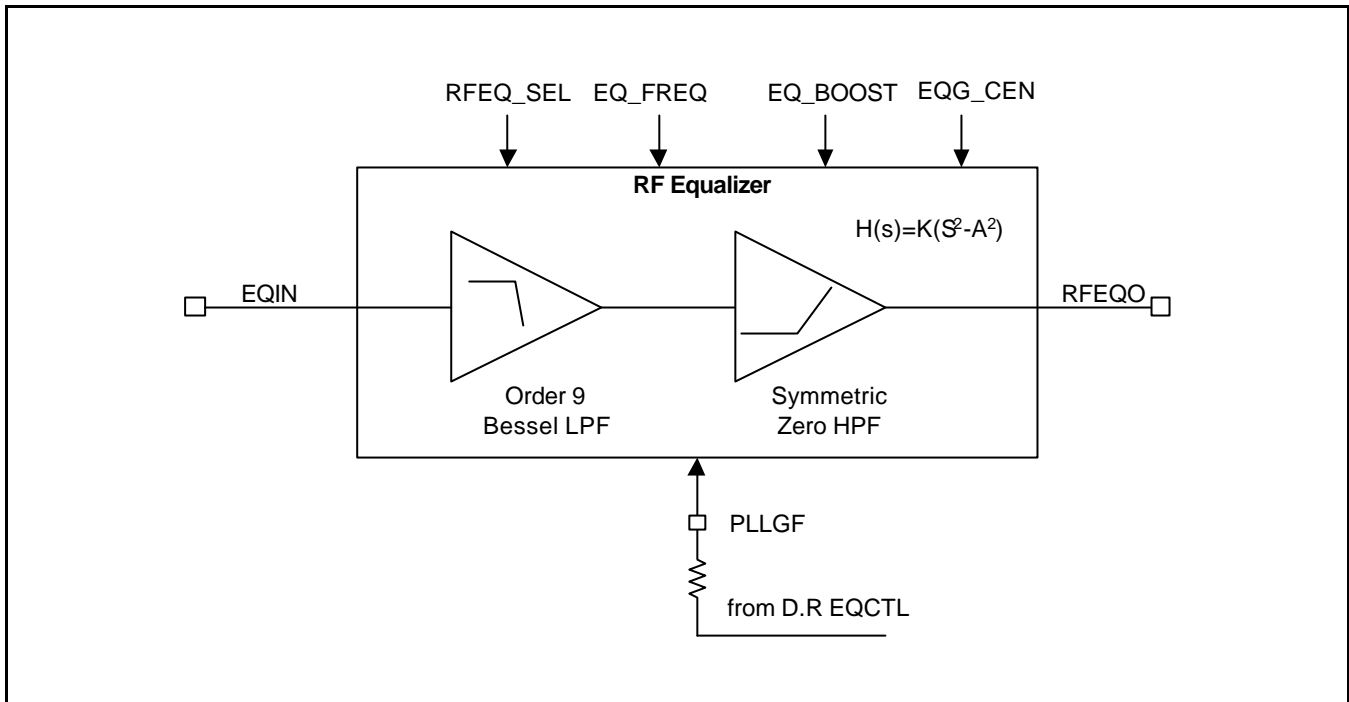 RFEQ_SEL EQ_FREQ EQ_BOOST EQG_CEN
RF Equalizer
H(s)=K(S²-A²)
EQIN
RFEQO
Order 9
Bessel LPF
Symmetric
Zero HPF
PLLGF
from D.R EQCTL